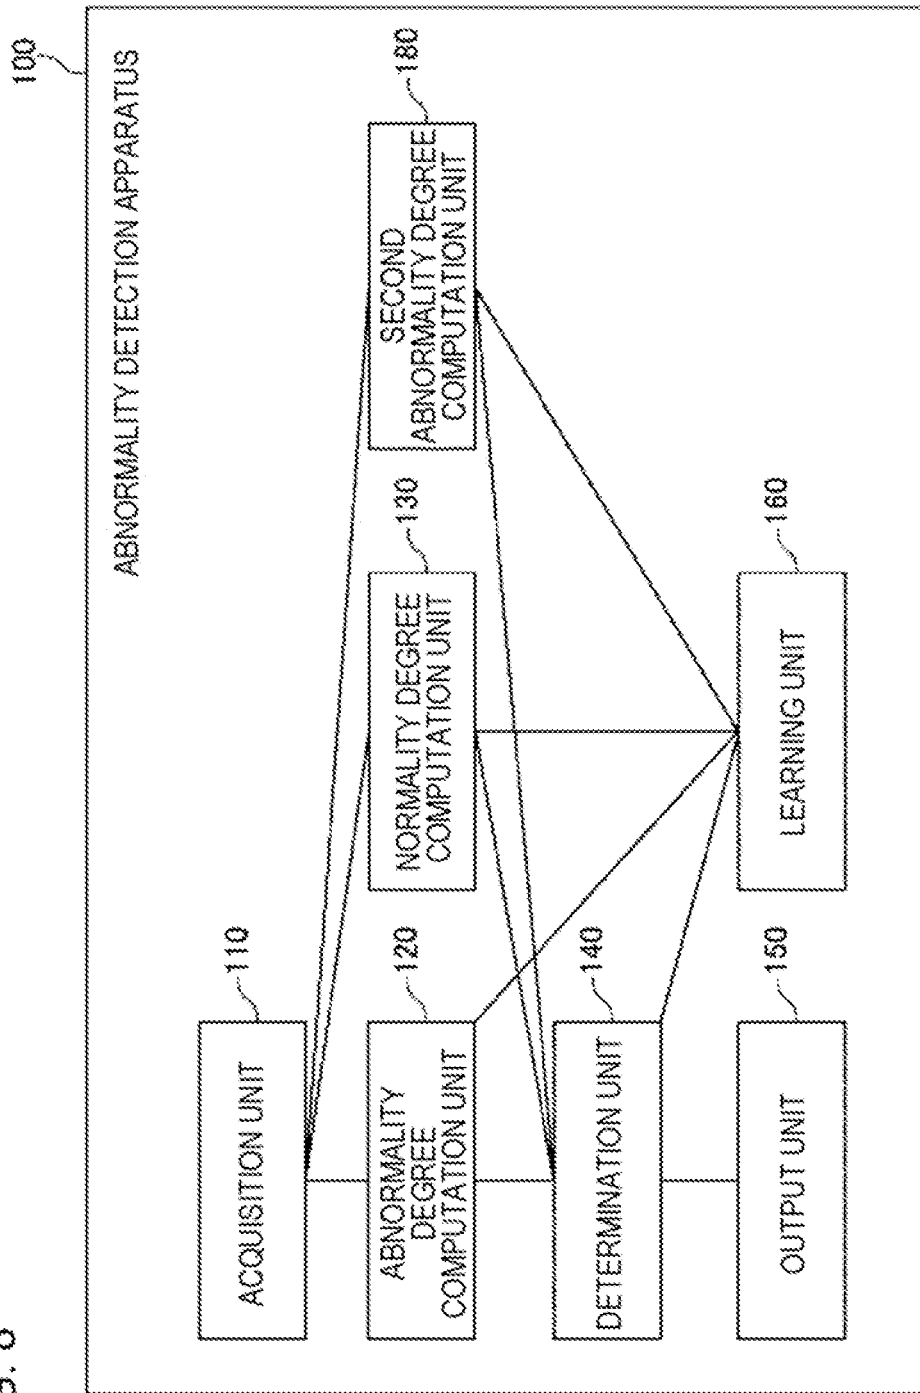 100
ABNORMALITY DETECTION APPARATUS
110
ACQUISITION UNIT
120
ABNORMALITY
DEGREE
COMPUTATION UNIT
130
NORMALITY DEGREE
COMPUTATION UNIT
180
SECOND
ABNORMALITY DEGREE
COMPUTATION UNIT
140
DETERMINATION UNIT
150
OUTPUT UNIT
160
LEARNING UNIT